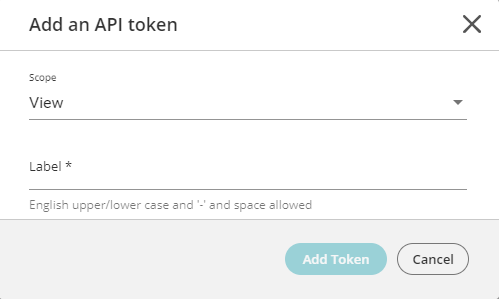 Add an API token
Scope
View
Label *
English upper/lower case and '-' and space allowed
Add Token
Cancel